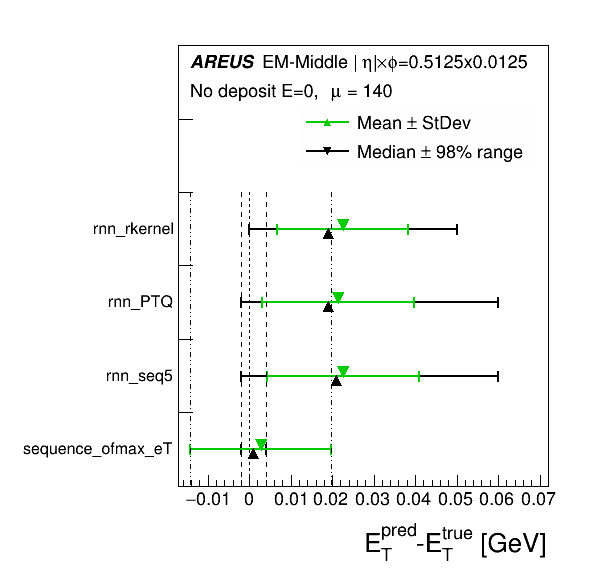 AREUS EM-Middle | η|×ϕ=0.5125x0.0125
No deposit E=0, μ = 140
Mean ± StDev
Median ± 98% range
rnn_rkernel
rnn_PTQ
rnn_seq5
sequence_ofmax_eT
−0.01 0 0.01 0.02 0.03 0.04 0.05 0.06 0.07
E_T^pred-E_T^true [GeV]